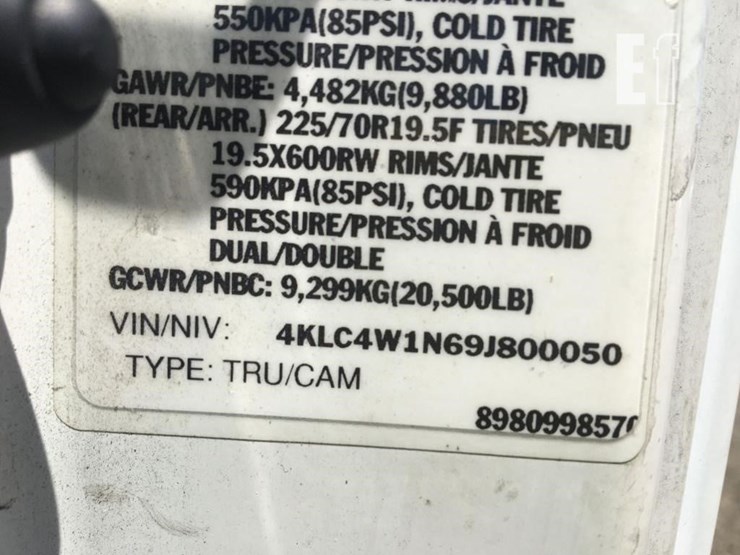 550KPA(85PSI), COLD TIRE
PRESSURE/PRESSION À FROID
GAWR/PNBE: 4,482KG(9,880LB)
(REAR/ARR.) 225/70R19.5F TIRES/PNEU
19.5X600RW RIMS/JANTE
590KPA(85PSI), COLD TIRE
PRESSURE/PRESSION À FROID
DUAL/DOUBLE
GCWR/PNBC: 9,299KG(20,500LB)
VIN/NIV: 4KLC4W1N69J800050
TYPE: TRU/CAM